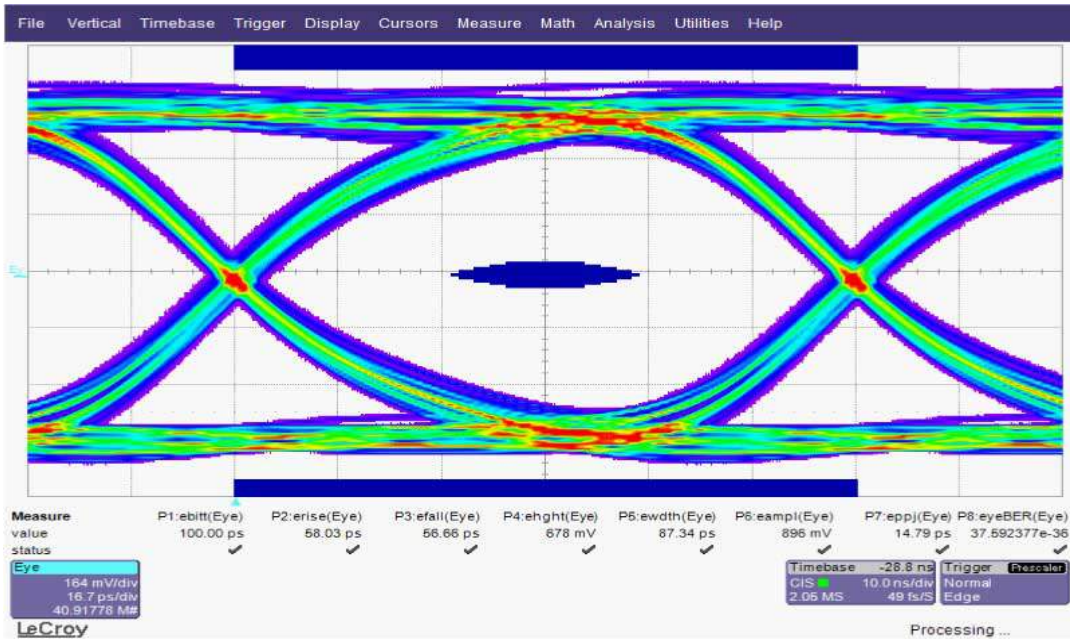 File Vertical Timebase Trigger Display Cursors Measure Math Analysis Utilities Help
Measure P1:ebitt(Eye) P2:erise(Eye) P3:efall(Eye) P4:ehght(Eye) P5:ewdth(Eye) P6:eampl(Eye) P7:eppj(Eye) P8:eyeBER(Eye)
value 100.00 ps 58.03 ps 56.66 ps 678 mV 87.34 ps 896 mV 14.79 ps 37.592377e-36
status
Eye
164 mV/div
16.7 ps/div
40.91778 M#
Timebase -28.8 ns
CIS 10.0 ns/div
2.05 MS 49 fs/S
Trigger Prescaler
Normal
Edge
LeCroy
Processing ...